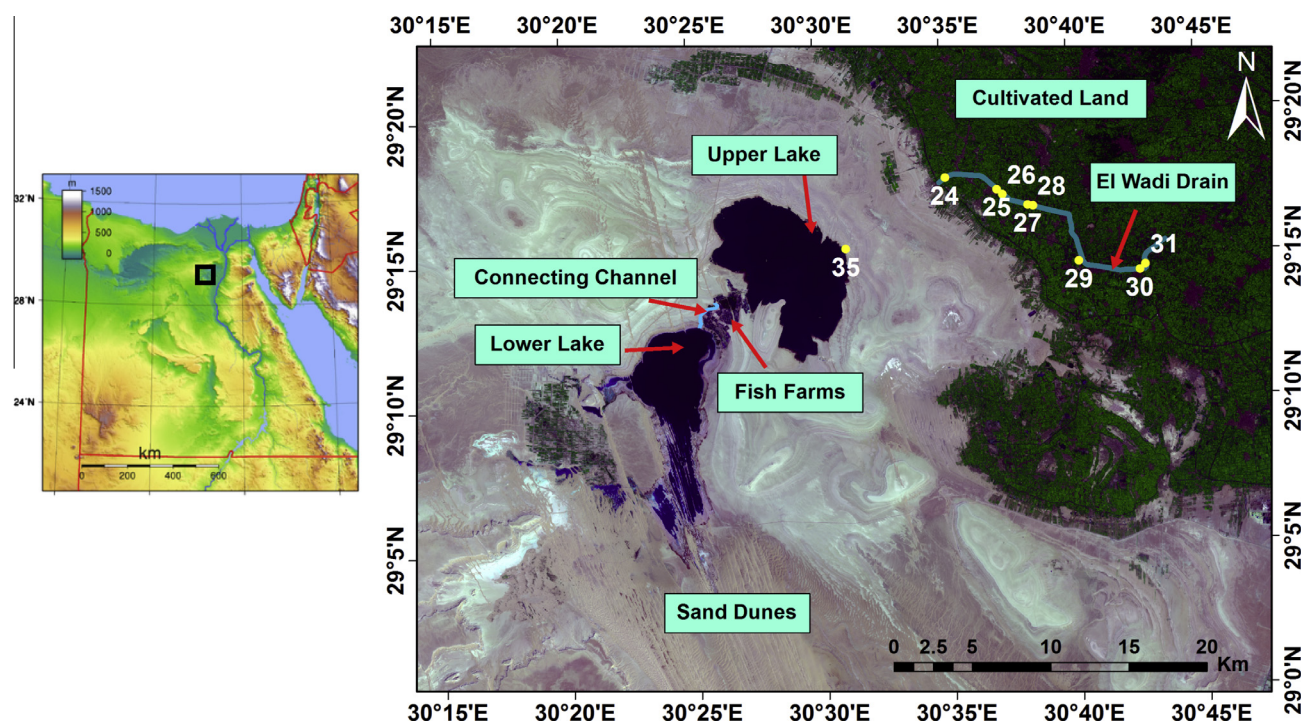 30°15'E 30°20'E 30°25'E 30°30'E 30°35'E 30°40'E 30°45'E
N
Cultivated Land
29°20'N
29°20'N
Upper Lake
26
28
El Wadi Drain
24
25
27
m
1500
1000
500
0
32°N
28°N
24°N
km
0 200 400 600
29°15'N
29°15'N
35
31
29
30
Connecting Channel
Lower Lake
Fish Farms
29°10'N
29°10'N
29°5'N
29°5'N
Sand Dunes
0 2.5 5 10 15 20
Km
29°0'N
30°15'E 30°20'E 30°25'E 30°30'E 30°35'E 30°40'E 30°45'E